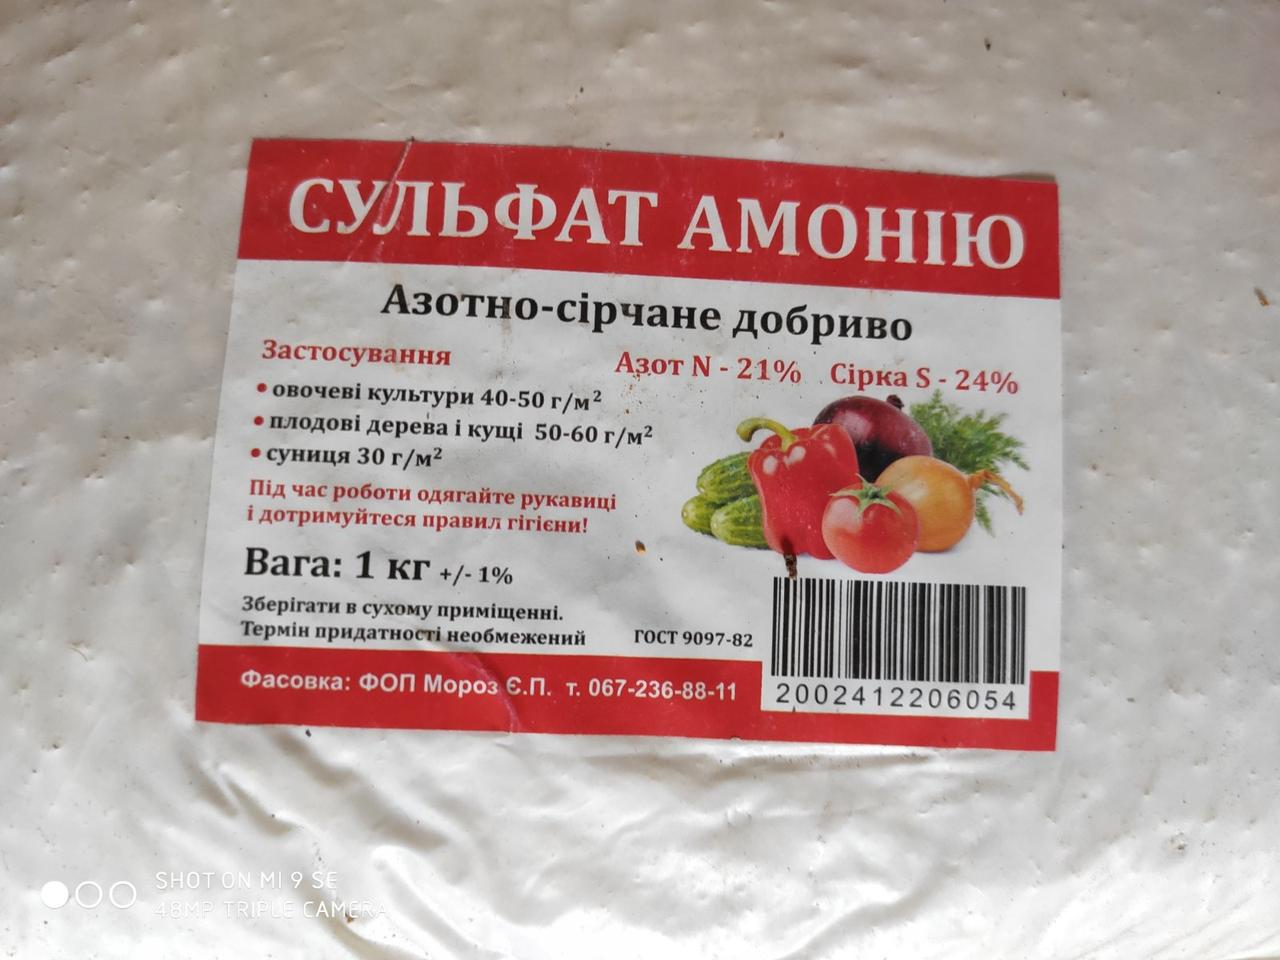 СУЛЬФАТ АМОНІЮ
Азотно-сірчане добриво
Застосування
Азот N - 21% Сірка S - 24%
• овочеві культури 40-50 г/м²
• плодові дерева і кущі 50-60 г/м²
• суниця 30 г/м²
Під час роботи одягайте рукавиці
і дотримуйтеся правил гігієни!
Вага: 1 кг +/- 1%
Зберігати в сухому приміщенні.
Термін придатності необмежений
ГОСТ 9097-82
Фасовка: ФОП Мороз Є.П. т. 067-236-88-11
2002412206054
SHOT ON MI 9 SE
48MP TRIPLE CAMERA